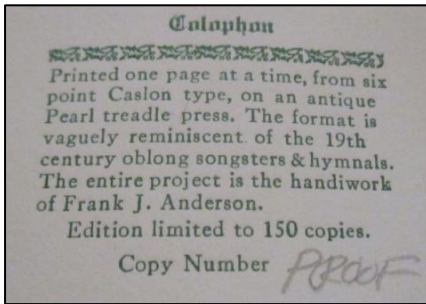 Colophon
Printed one page at a time, from six
point Caslon type, on an antique
Pearl treadle press. The format is
vaguely reminiscent of the 19th
century oblong songsters & hymnals.
The entire project is the handiwork
of Frank J. Anderson.
Edition limited to 150 copies.
Copy Number PROOF